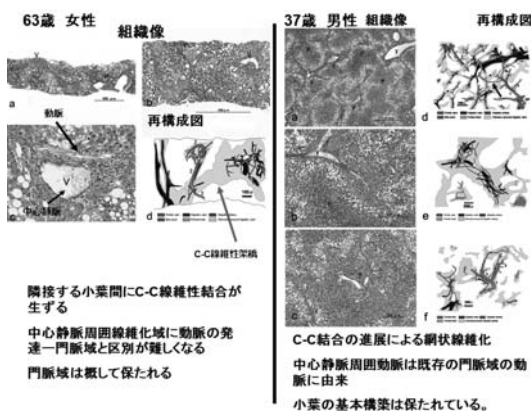 63歳 女性
組織像
V
a
b
動脈
再構成図
V
c
中心静脈
d
C-C線維性架橋
隣接する小葉間にC-C線維性結合が
生ずる
中心静脈周囲線維化域に動脈の発
達―門脈域と区別が難しくなる
門脈域は概して保たれる
37歳 男性 組織像
再構成図
a
d
b
e
c
f
C-C結合の進展による網状線維化
中心静脈周囲動脈は既存の門脈域の動
脈に由来
小葉の基本構築は保たれている。